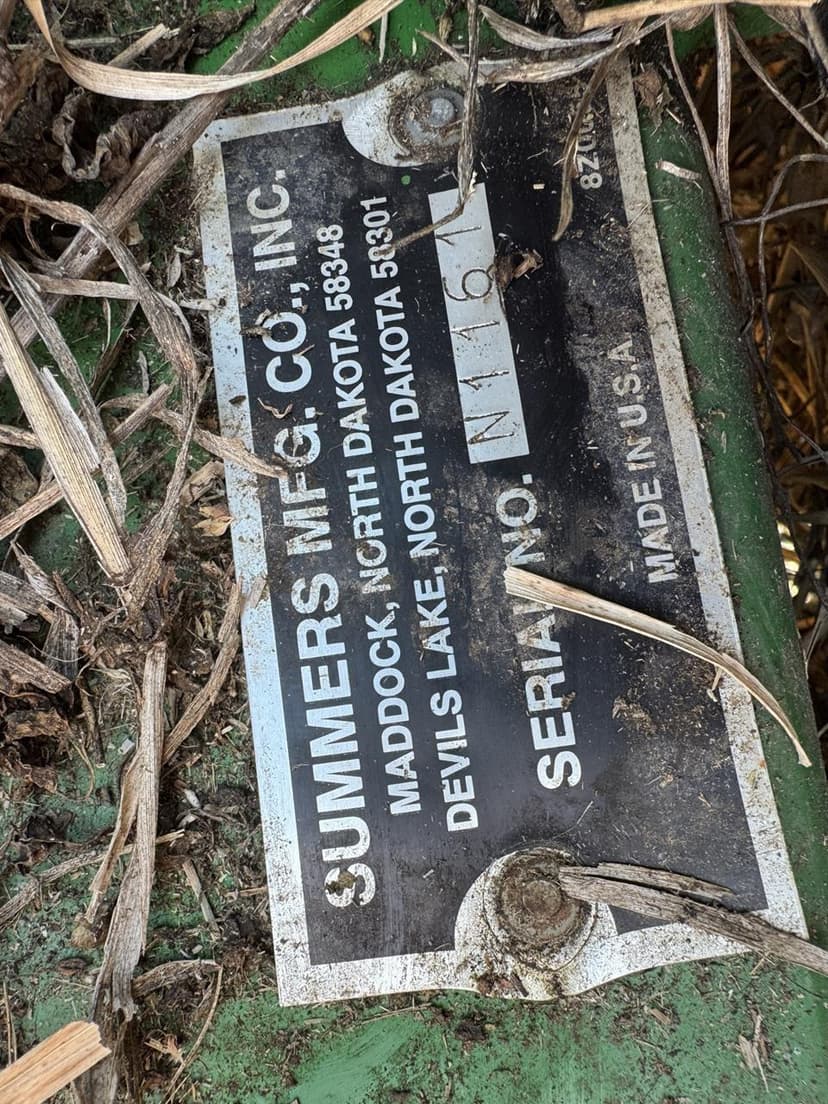 SUMMERS MFG. CO., INC.
MADDOCK, NORTH DAKOTA 58348
DEVILS LAKE, NORTH DAKOTA 58301
SERIAL NO. N1161
MADE IN U.S.A.